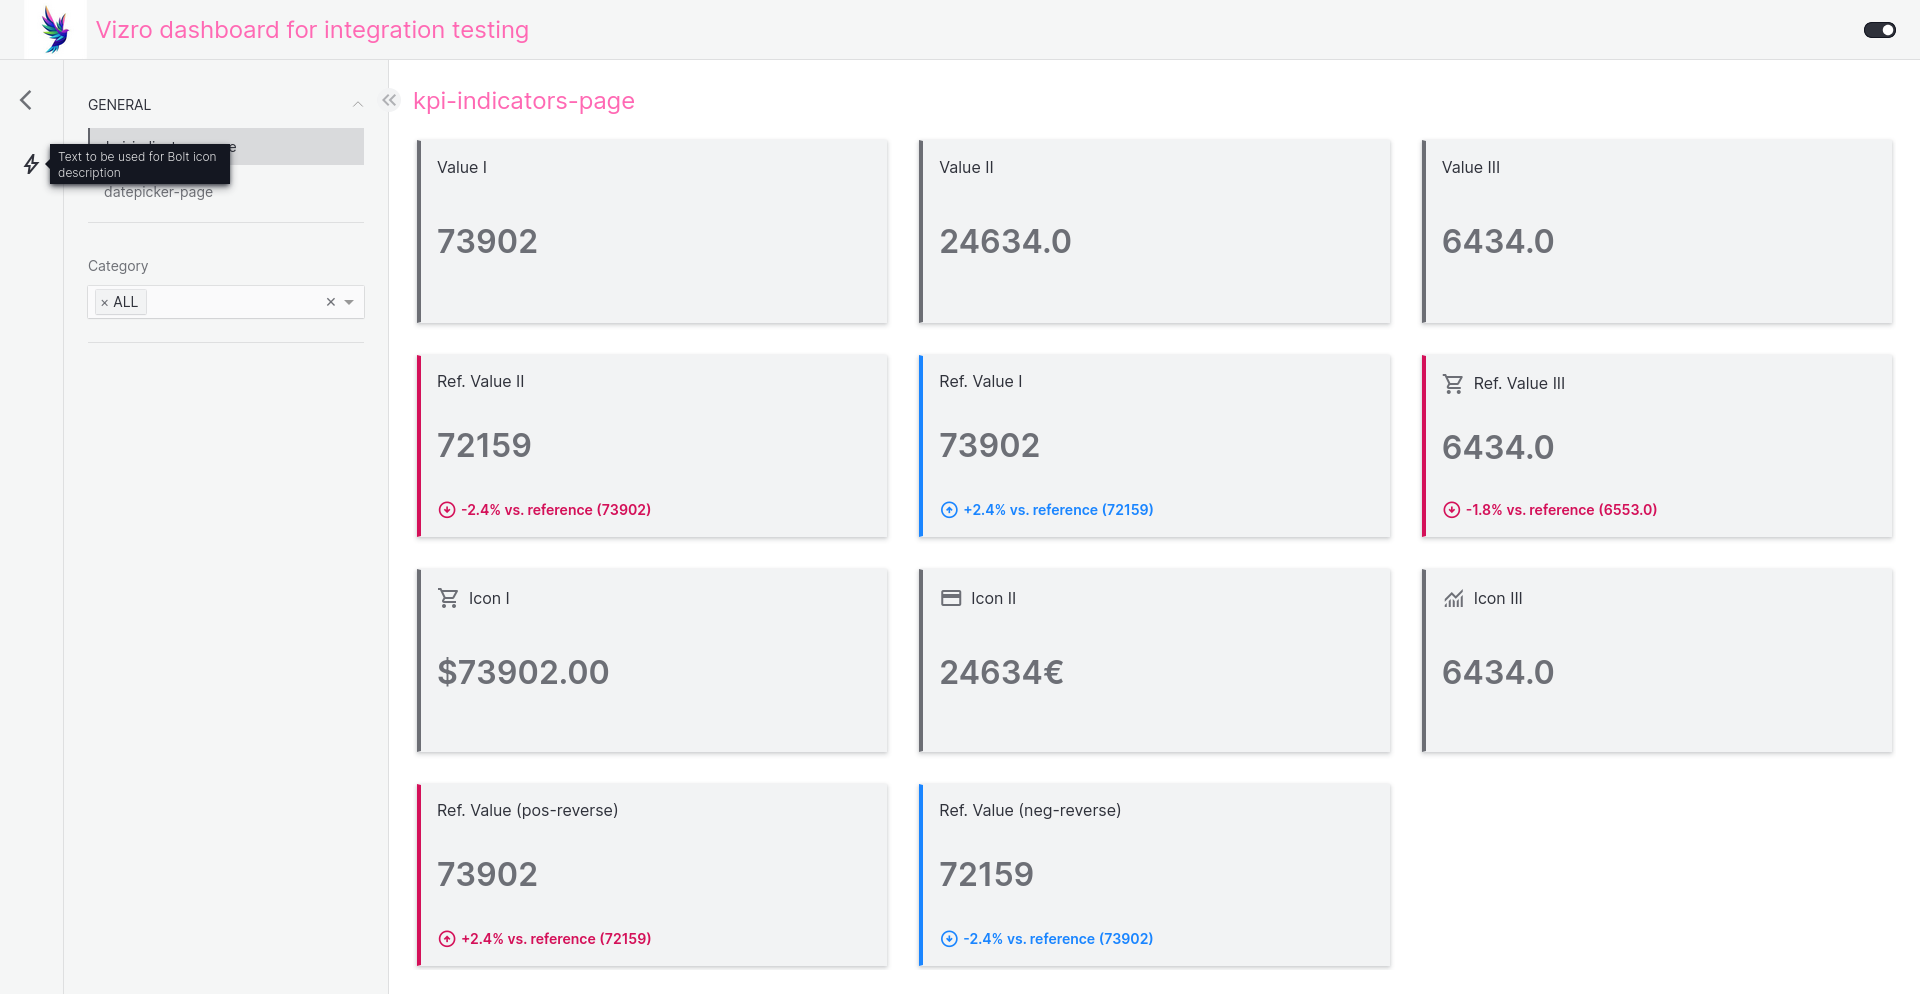 Vizro dashboard for integration testing
GENERAL
Text to be used for Bolt icon
description
datepicker-page
Category
× ALL
kpi-indicators-page
Value I
73902
Value II
24634.0
Value III
6434.0
Ref. Value II
72159
-2.4% vs. reference (73902)
Ref. Value I
73902
+2.4% vs. reference (72159)
Ref. Value III
6434.0
-1.8% vs. reference (6553.0)
Icon I
$73902.00
Icon II
24634€
Icon III
6434.0
Ref. Value (pos-reverse)
73902
+2.4% vs. reference (72159)
Ref. Value (neg-reverse)
72159
-2.4% vs. reference (73902)